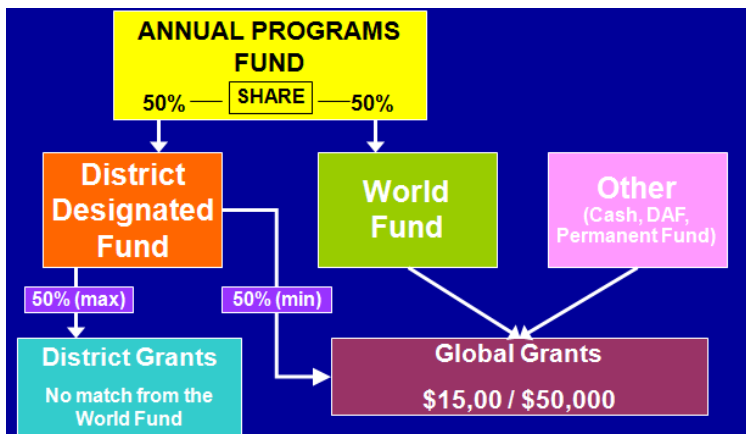 ANNUAL PROGRAMS
FUND
50% SHARE 50%
District
Designated
Fund
World
Fund
Other
(Cash, DAF,
Permanent Fund)
50% (max)
50% (min)
District Grants
No match from the
World Fund
Global Grants
$15,00 / $50,000